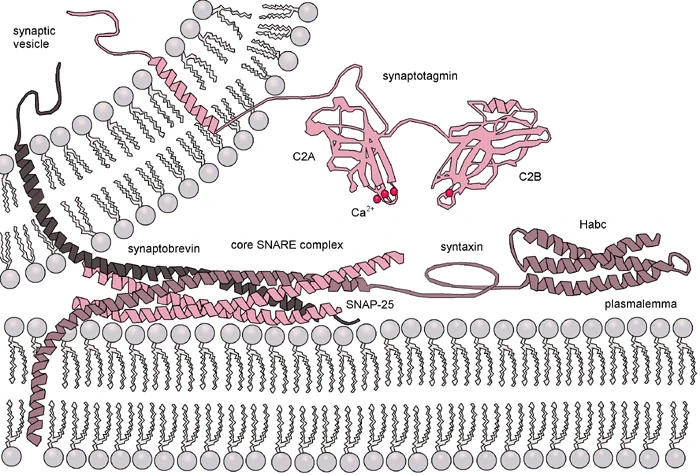 synaptic
vesicle
synaptotagmin
C2A
C2B
Ca2+
Habc
synaptobrevin
core SNARE complex
syntaxin
SNAP-25
plasmalemma